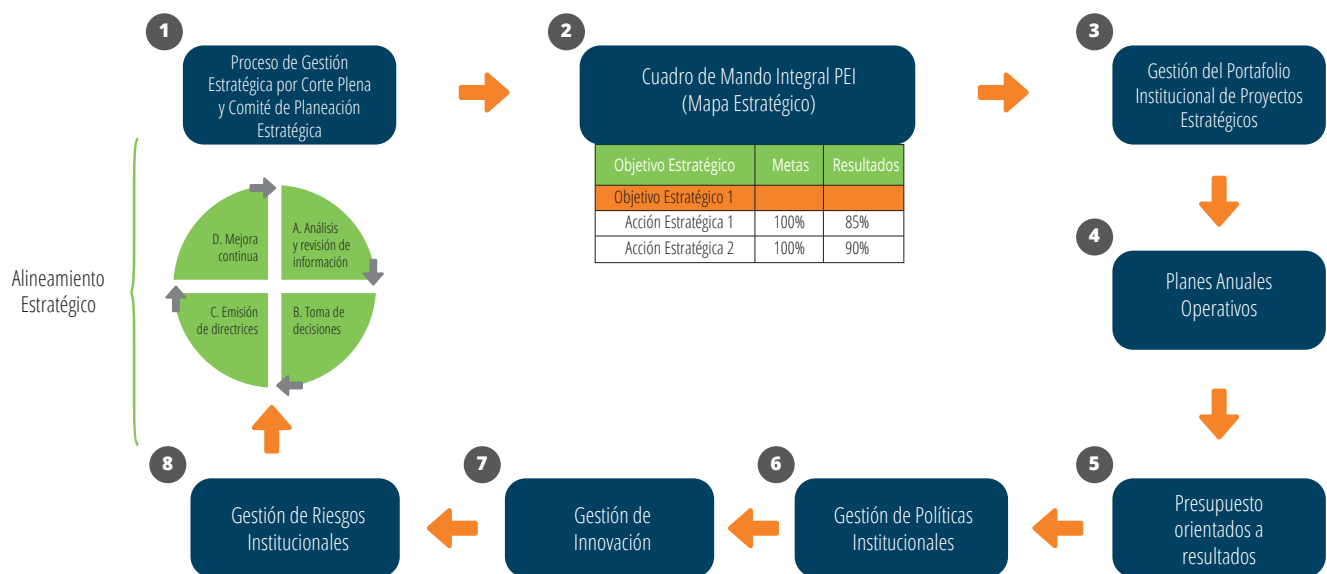 1
Proceso de Gestión
Estratégica por Corte Plena
y Comité de Planeación
Estratégica
2
Cuadro de Mando Integral PEI
(Mapa Estratégico)
3
Gestión del Portafolio
Institucional de Proyectos
Estratégicos
Objetivo Estratégico Metas Resultados
Objetivo Estratégico 1
Acción Estratégica 1 100% 85%
Acción Estratégica 2 100% 90%
4
Planes Anuales
Operativos
Alineamiento
Estratégico
A. Análisis
y revisión de
información
B. Toma de
decisiones
C. Emisión
de directrices
D. Mejora
continua
5
Presupuesto
orientados a
resultados
6
Gestión de Políticas
Institucionales
7
Gestión de
Innovación
8
Gestión de Riesgos
Institucionales